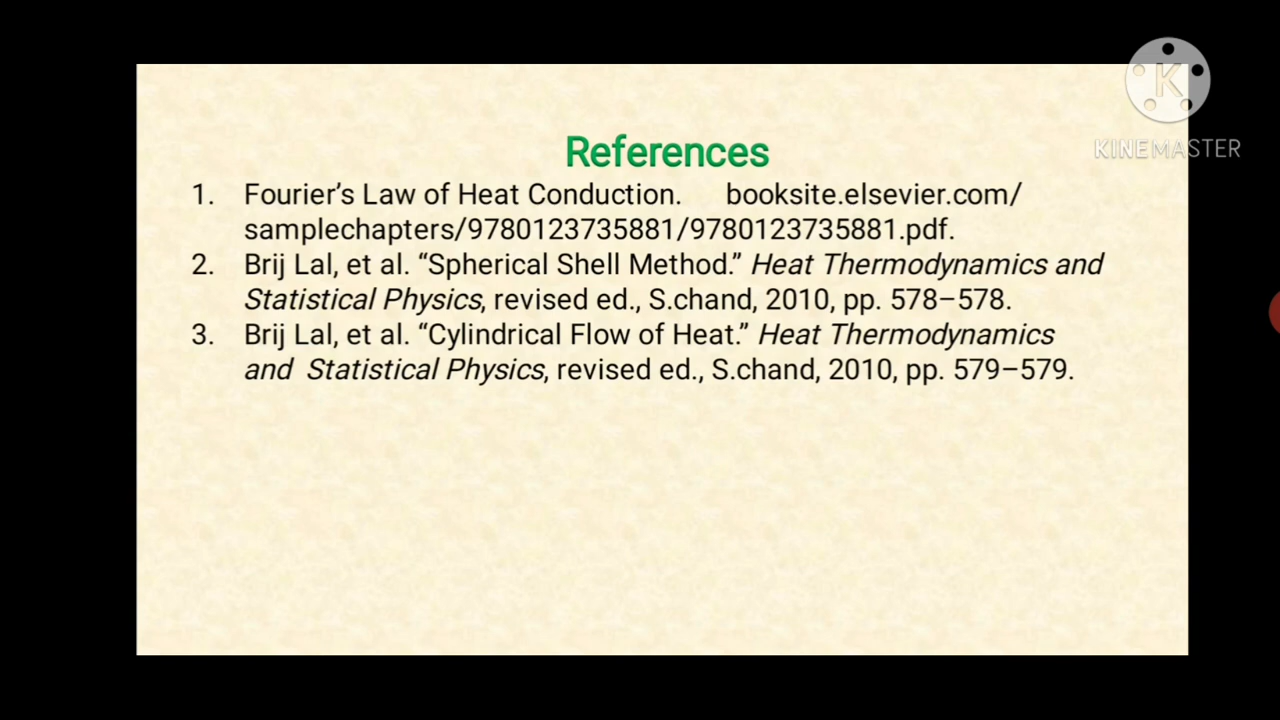 K
KINEMASTER
References
1. Fourier’s Law of Heat Conduction. booksite.elsevier.com/
samplechapters/9780123735881/9780123735881.pdf.
2. Brij Lal, et al. “Spherical Shell Method.” Heat Thermodynamics and
Statistical Physics, revised ed., S.chand, 2010, pp. 578–578.
3. Brij Lal, et al. “Cylindrical Flow of Heat.” Heat Thermodynamics
and Statistical Physics, revised ed., S.chand, 2010, pp. 579–579.